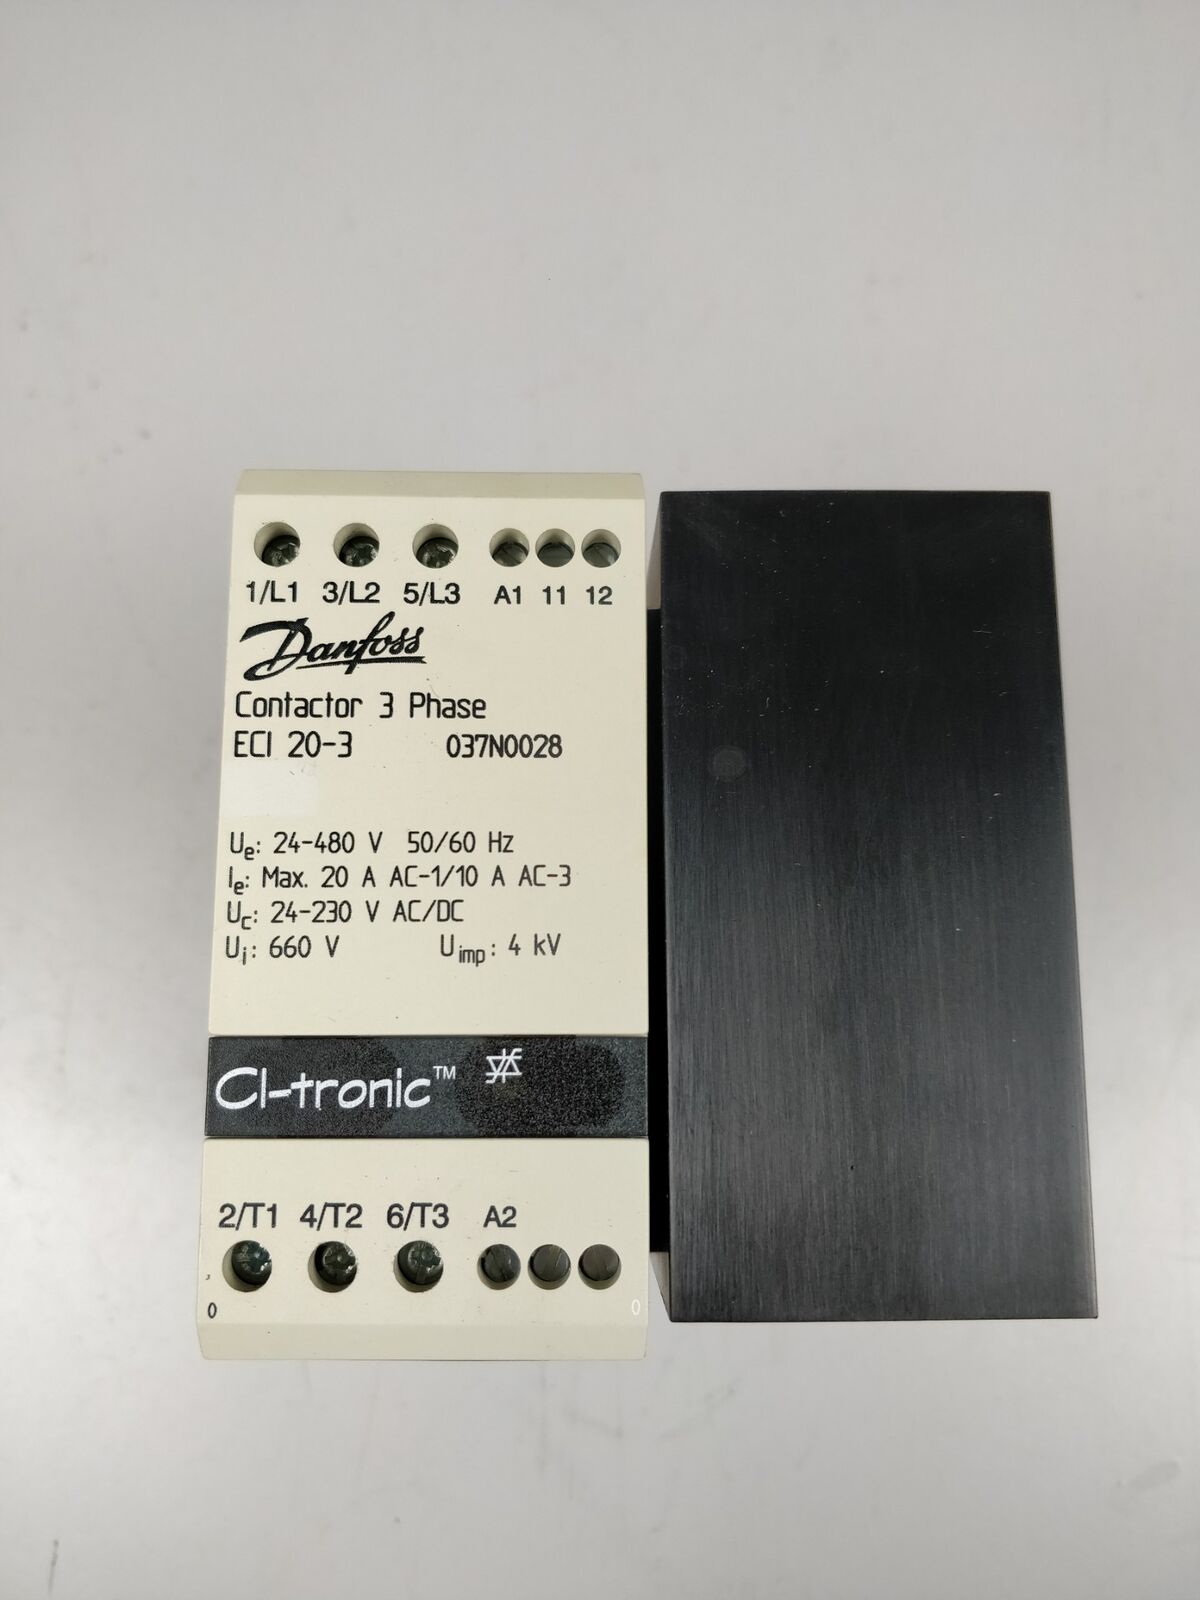 1/L1 3/L2 5/L3 A1 11 12
Danfoss
Contactor 3 Phase
ECI 20-3 037N0028
Ue: 24-480 V 50/60 Hz
Ie: Max. 20 A AC-1/10 A AC-3
Uc: 24-230 V AC/DC
Ui: 660 V Uimp: 4 kV
CI-tronic™
2/T1 4/T2 6/T3 A2
0 0